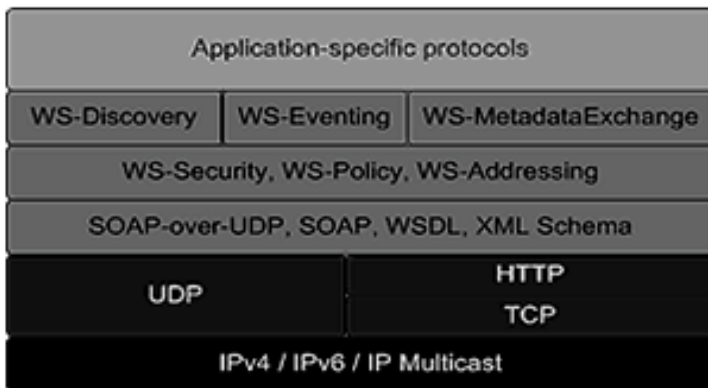 Application-specific protocols
WS-Discovery WS-Eventing WS-MetadataExchange
WS-Security, WS-Policy, WS-Addressing
SOAP-over-UDP, SOAP, WSDL, XML Schema
UDP
HTTP
TCP
IPv4 / IPv6 / IP Multicast